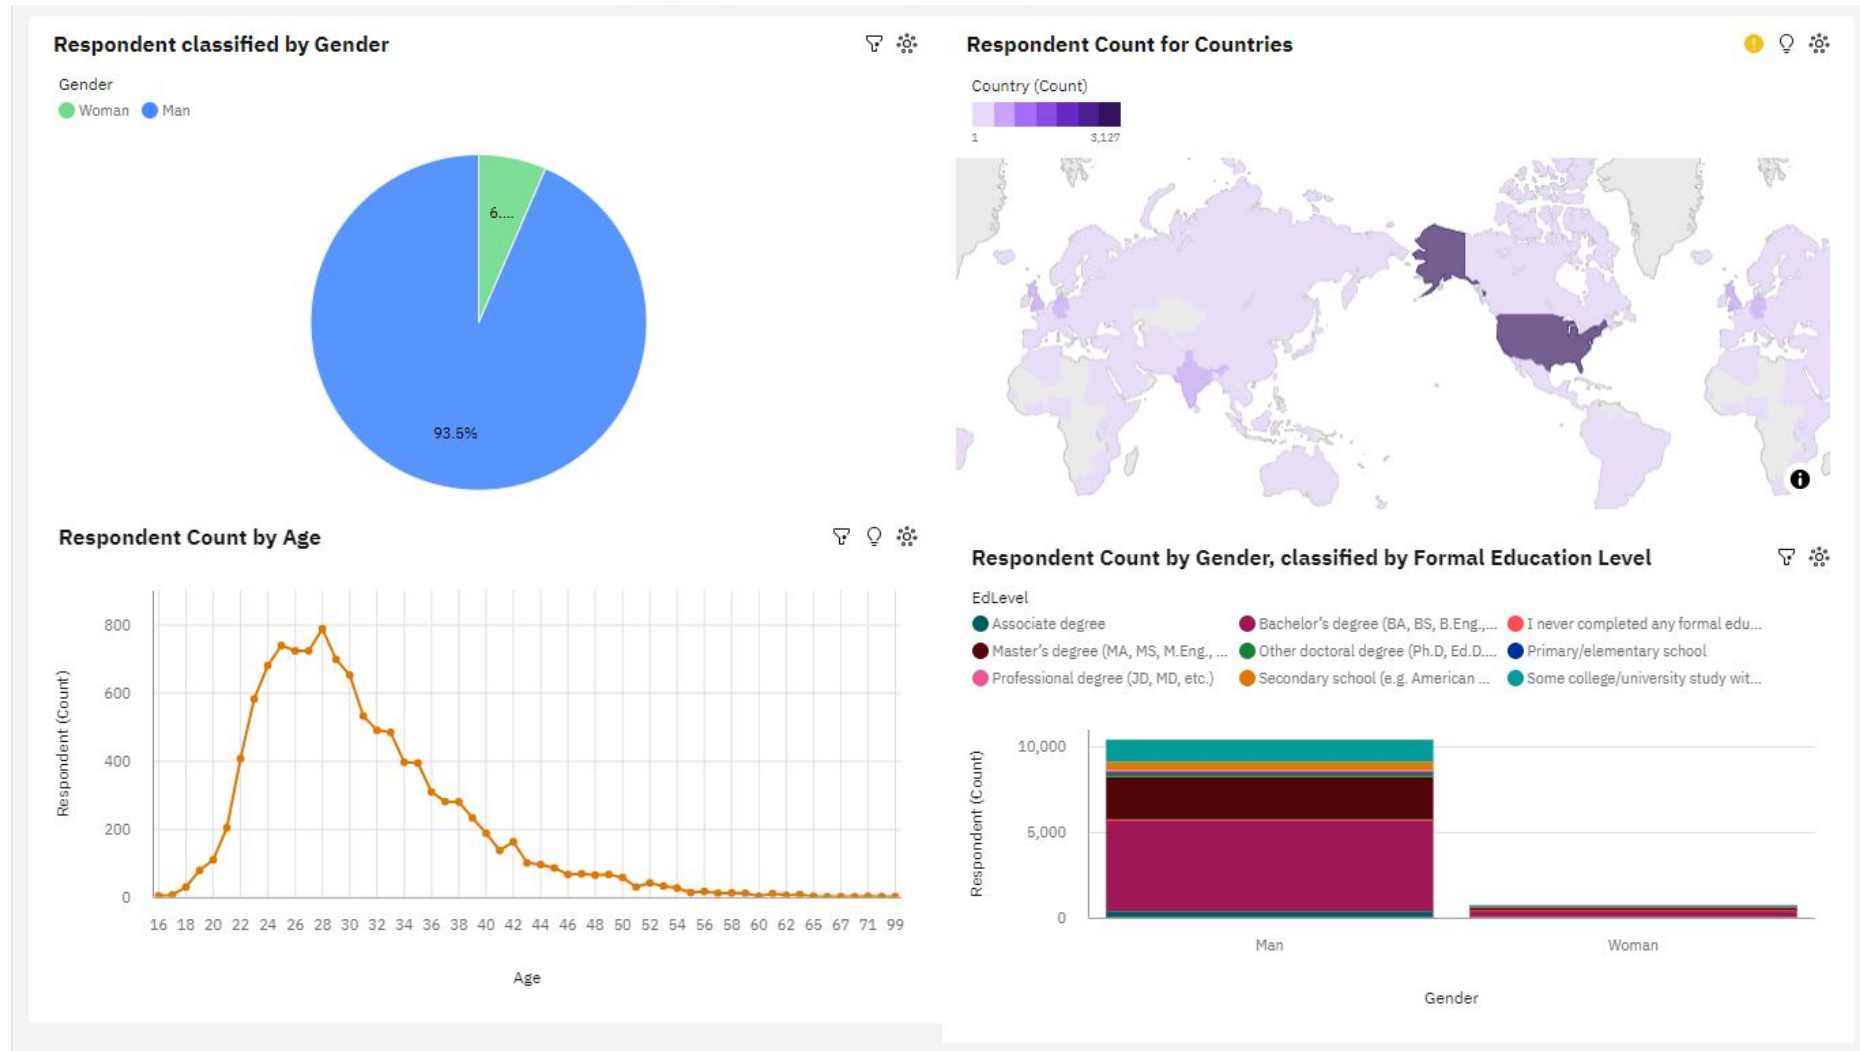 Respondent classified by Gender
Gender
Woman Man
6....
93.5%
Respondent Count for Countries
Country (Count)
1 3,127
Respondent Count by Age
Respondent (Count)
800
600
400
200
0
16 18 20 22 24 26 28 30 32 34 36 38 40 42 44 46 48 50 52 54 56 58 60 62 65 67 71 99
Age
Respondent Count by Gender, classified by Formal Education Level
EdLevel
Associate degree Bachelor's degree (BA, BS, B.Eng.,... I never completed any formal edu...
Master's degree (MA, MS, M.Eng., ... Other doctoral degree (Ph.D, Ed.D.... Primary/elementary school
Professional degree (JD, MD, etc.) Secondary school (e.g. American ... Some college/university study wit...
Respondent (Count)
10,000
5,000
0
Man Woman
Gender